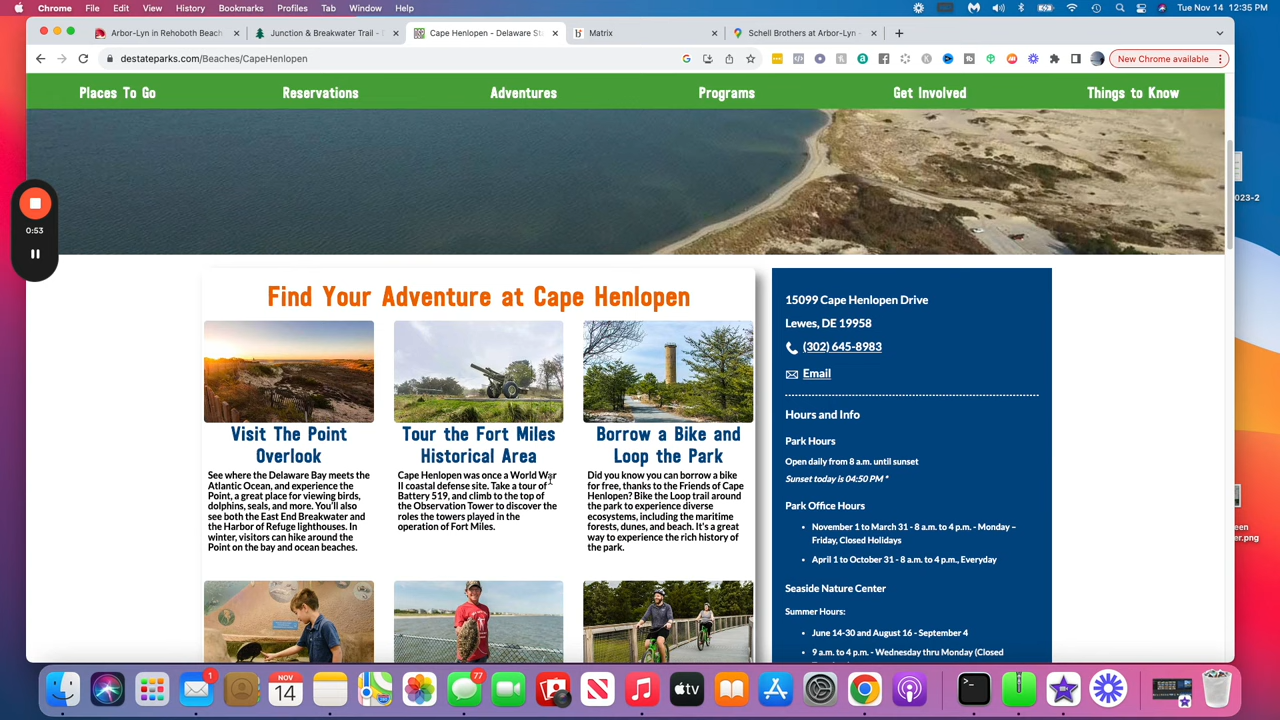 Chrome File Edit View History Bookmarks Profiles Tab Window Help
Tue Nov 14 12:35 PM
Arbor-Lyn in Rehoboth Beach
Junction & Breakwater Trail -
Cape Henlopen - Delaware St
Matrix
Schell Brothers at Arbor-Lyn -
destateparks.com/Beaches/CapeHenlopen
New Chrome available
Places To Go
Reservations
Adventures
Programs
Get Involved
Things to Know
0:53
023-2
Find Your Adventure at Cape Henlopen
Visit The Point
Overlook
See where the Delaware Bay meets the
Atlantic Ocean, and experience the
Point, a great place for viewing birds,
dolphins, seals, and more. You'll also
see both the East End Breakwater and
the Harbor of Refuge lighthouses. In
winter, visitors can hike around the
Point on the bay and ocean beaches.
Tour the Fort Miles
Historical Area
Cape Henlopen was once a World War
II coastal defense site. Take a tour of
Battery 519, and climb to the top of
the Observation Tower to discover the
roles the towers played in the
operation of Fort Miles.
Borrow a Bike and
Loop the Park
Did you know you can borrow a bike
for free, thanks to the Friends of Cape
Henlopen? Bike the Loop trail around
the park to experience diverse
ecosystems, including the maritime
forests, dunes, and beach. It's a great
way to experience the rich history of
the park.
15099 Cape Henlopen Drive
Lewes, DE 19958
(302) 645-8983
Email
Hours and Info
Park Hours
Open daily from 8 a.m. until sunset
Sunset today is 04:50 PM *
Park Office Hours
• November 1 to March 31 - 8 a.m. to 4 p.m. - Monday –
Friday, Closed Holidays
• April 1 to October 31 - 8 a.m. to 4 p.m., Everyday
Seaside Nature Center
Summer Hours:
• June 14-30 and August 16 - September 4
• 9 a.m. to 4 p.m. - Wednesday thru Monday (Closed
een
er.png
1
NOV
14
77
tv